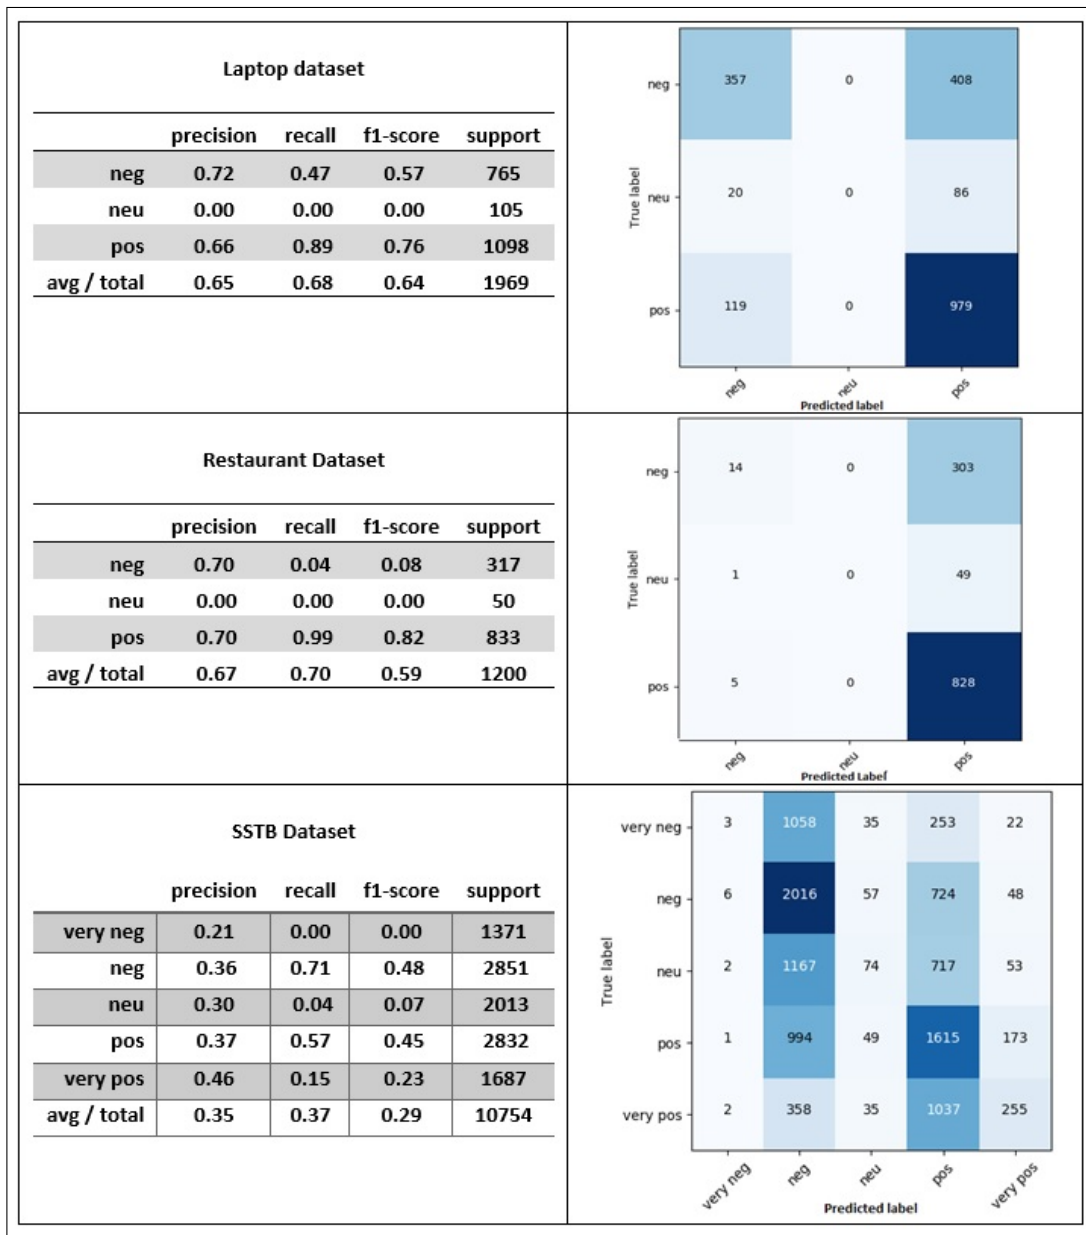 Laptop dataset
precision recall f1-score support
neg 0.72 0.47 0.57 765
neu 0.00 0.00 0.00 105
pos 0.66 0.89 0.76 1098
avg / total 0.65 0.68 0.64 1969
True label
neg 357 0 408
neu 20 0 86
pos 119 0 979
neg neu pos
Predicted label
Restaurant Dataset
precision recall f1-score support
neg 0.70 0.04 0.08 317
neu 0.00 0.00 0.00 50
pos 0.70 0.99 0.82 833
avg / total 0.67 0.70 0.59 1200
True label
neg 14 0 303
neu 1 0 49
pos 5 0 828
neg neu pos
Predicted Label
SSTB Dataset
precision recall f1-score support
very neg 0.21 0.00 0.00 1371
neg 0.36 0.71 0.48 2851
neu 0.30 0.04 0.07 2013
pos 0.37 0.57 0.45 2832
very pos 0.46 0.15 0.23 1687
avg / total 0.35 0.37 0.29 10754
True label
very neg 3 1058 35 253 22
neg 6 2016 57 724 48
neu 2 1167 74 717 53
pos 1 994 49 1615 173
very pos 2 358 35 1037 255
very neg neg neu pos very pos
Predicted label